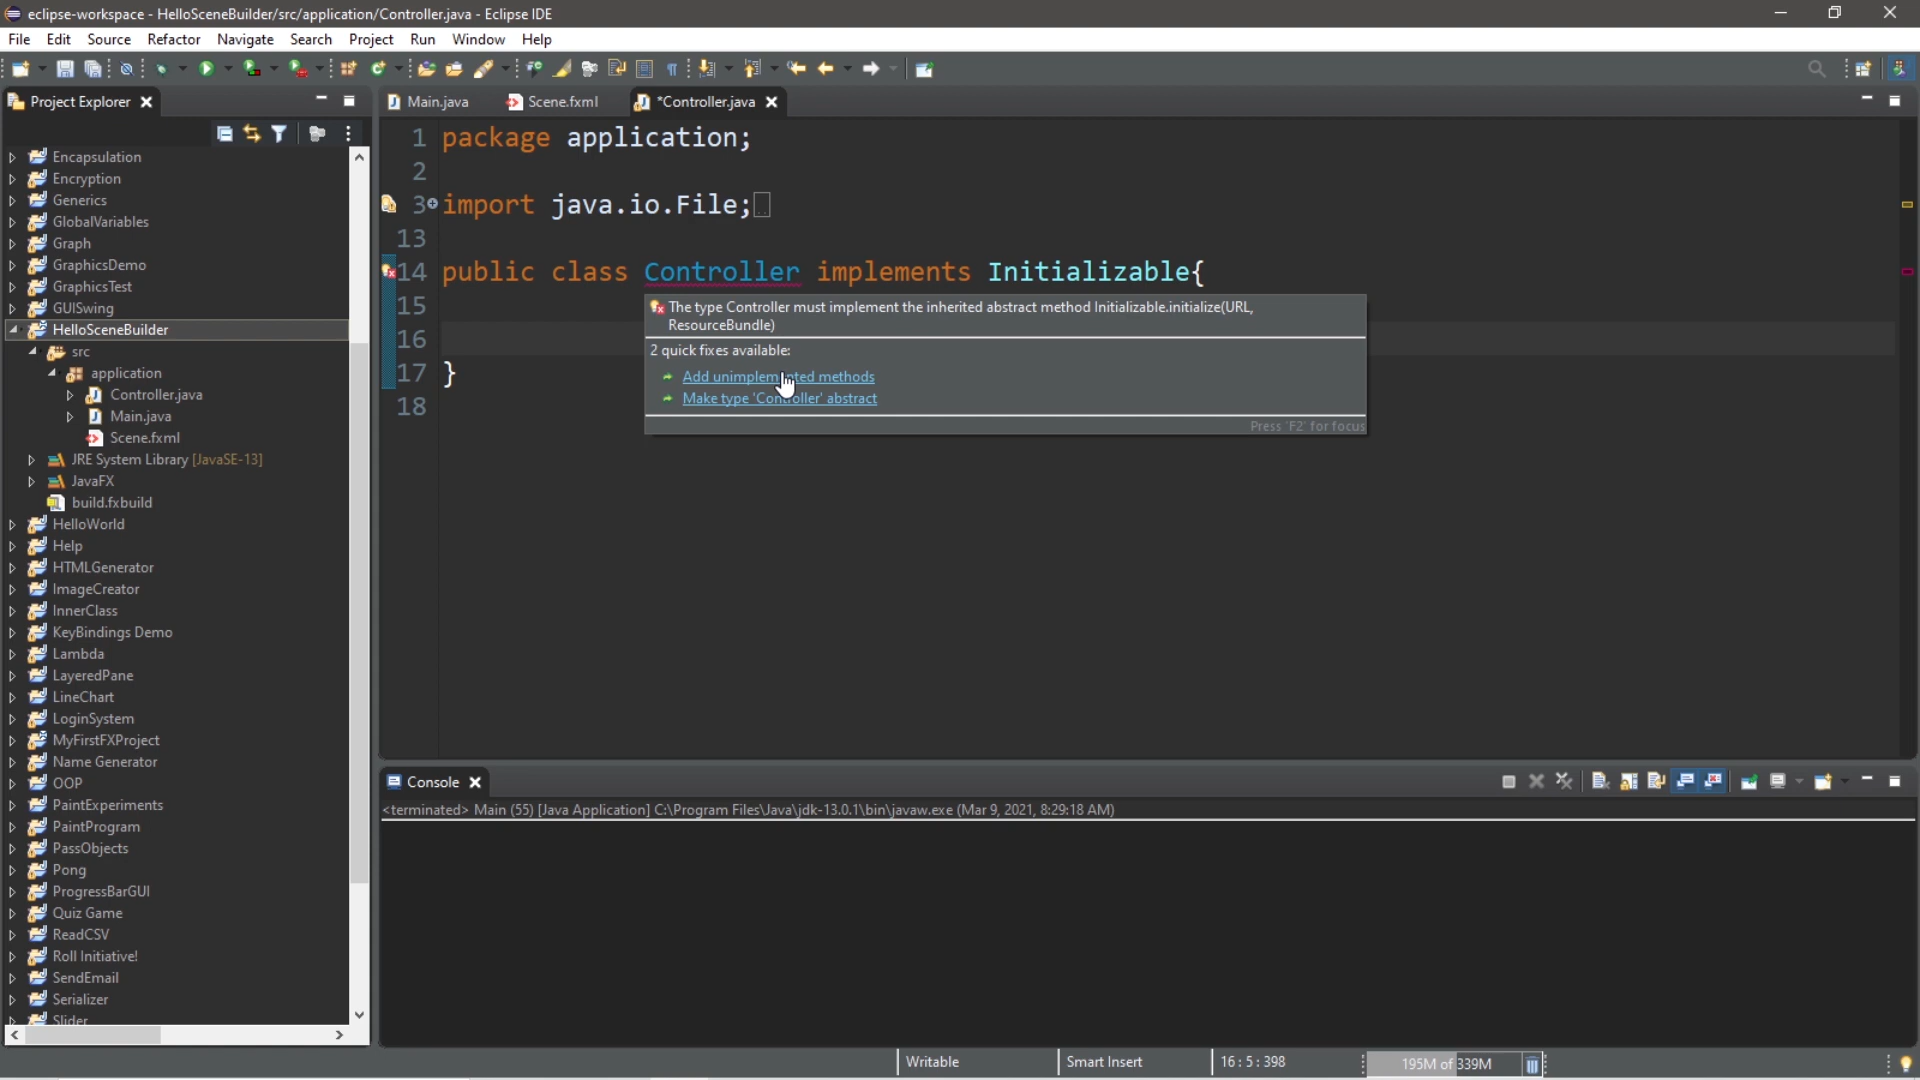 eclipse-workspace - HelloSceneBuilder/src/application/Controller.java - Eclipse IDE
File Edit Source Refactor Navigate Search Project Run Window Help
Project Explorer
Encapsulation
Encryption
Generics
GlobalVariables
Graph
GraphicsDemo
GraphicsTest
GUISwing
HelloSceneBuilder
src
application
Controller.java
Main.java
Scene.fxml
JRE System Library [JavaSE-13]
JavaFX
build.fxbuild
HelloWorld
Help
HTMLGenerator
ImageCreator
InnerClass
KeyBindings Demo
Lambda
LayeredPane
LineChart
LoginSystem
MyFirstFXProject
Name Generator
OOP
PaintExperiments
PaintProgram
PassObjects
Pong
ProgressBarGUI
Quiz Game
ReadCSV
Roll Initiative!
SendEmail
Serializer
Slider
Main.java Scene.fxml *Controller.java
1 package application;
2
3 import java.io.File;
13
14 public class Controller implements Initializable{
15
16
17 }
18
The type Controller must implement the inherited abstract method Initializable.initialize(URL,
ResourceBundle)
2 quick fixes available:
Add unimplemented methods
Make type 'Controller' abstract
Press 'F2' for focus
Console
<terminated> Main (55) [Java Application] C:\Program Files\Java\jdk-13.0.1\bin\javaw.exe (Mar 9, 2021, 8:29:18 AM)
Writable Smart Insert 16 : 5 : 398 195M of 339M